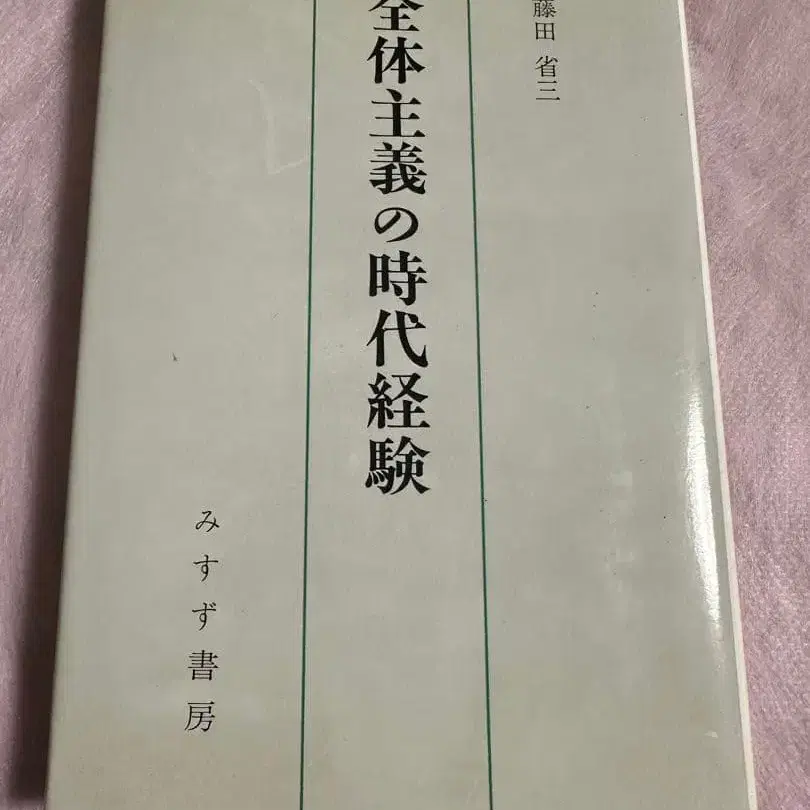 藤田 省三
全体主義の時代経験
みすず書房